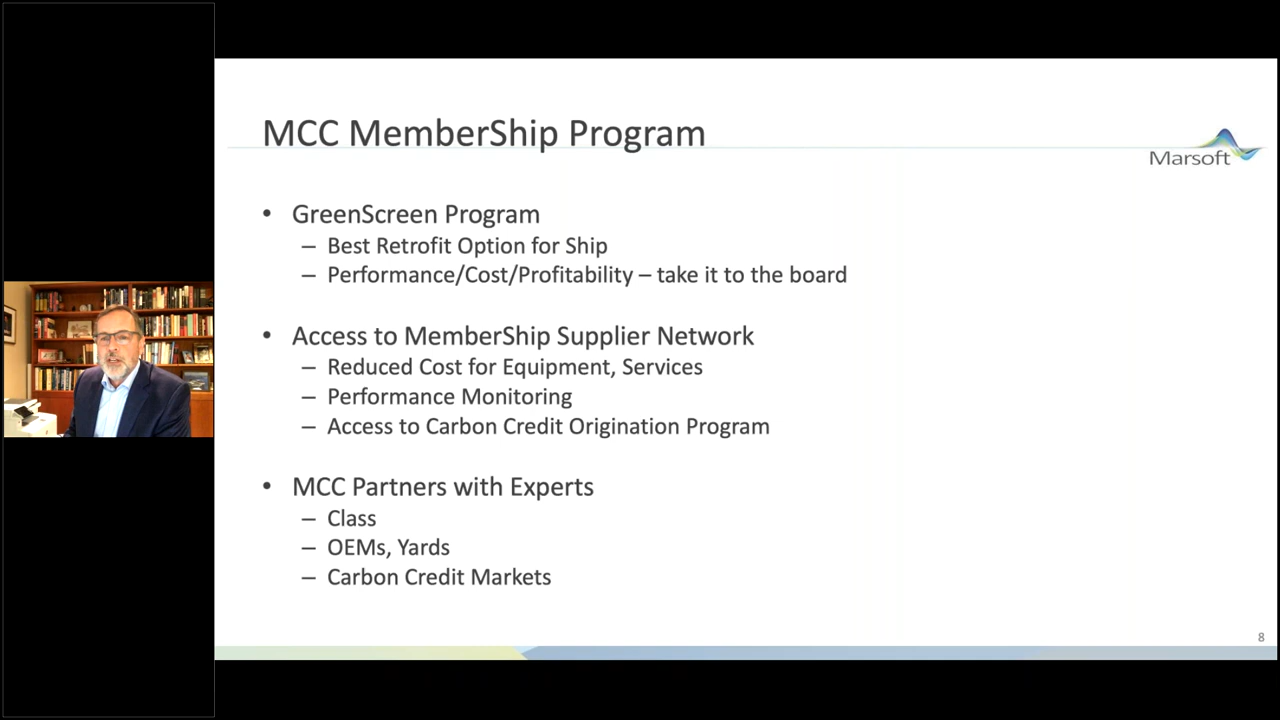 MCC MemberShip Program
Marsoft
• GreenScreen Program
– Best Retrofit Option for Ship
– Performance/Cost/Profitability – take it to the board
• Access to MemberShip Supplier Network
– Reduced Cost for Equipment, Services
– Performance Monitoring
– Access to Carbon Credit Origination Program
• MCC Partners with Experts
– Class
– OEMs, Yards
– Carbon Credit Markets
8